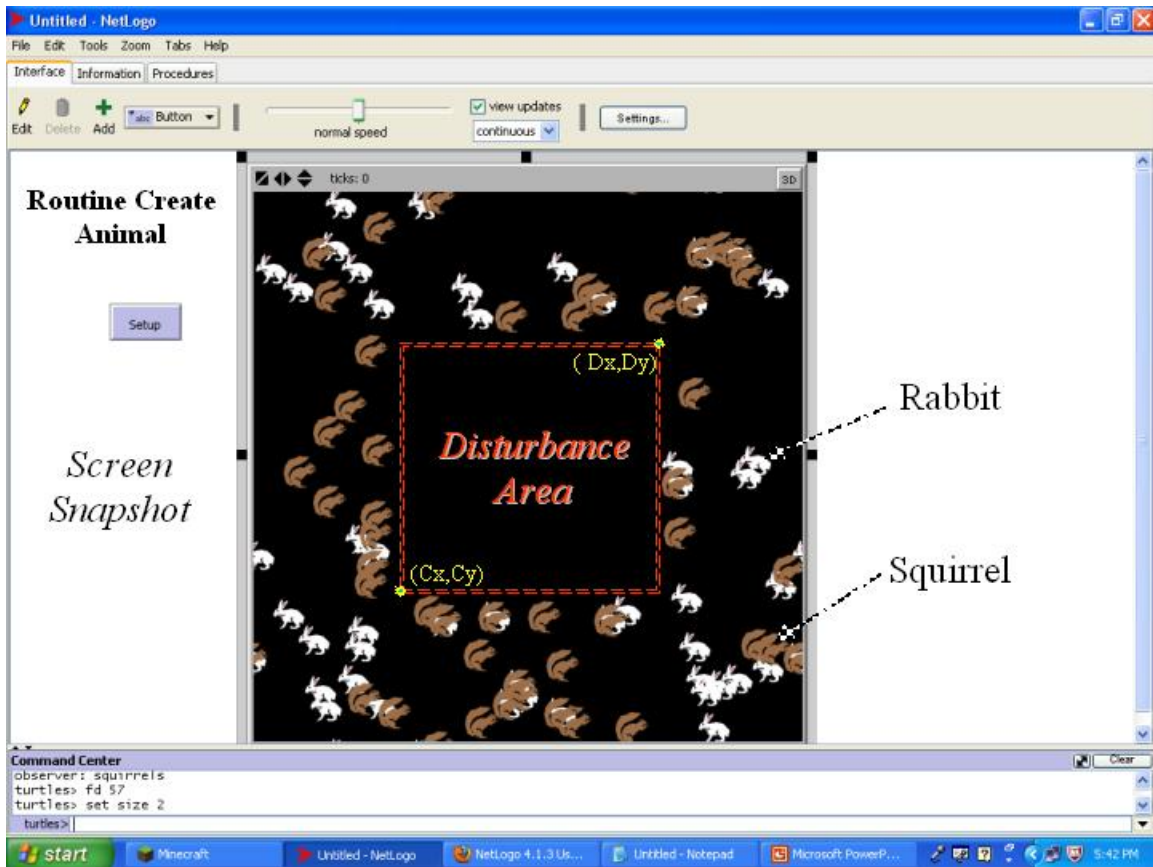 Untitled - NetLogo
File Edit Tools Zoom Tabs Help
Interface Information Procedures
Edit Delete Add abc Button normal speed view updates continuous Settings...
ticks: 0 3D
Routine Create
Animal
Setup
Screen
Snapshot
( Dx,Dy)
Disturbance
Area
(Cx,Cy)
Rabbit
Squirrel
Command Center Clear
observer: squirrels
turtles> fd 57
turtles> set size 2
turtles>
start Minecraft Untitled - NetLogo NetLogo 4.1.3 Us... Untitled - Notepad Microsoft PowerP... 5:42 PM